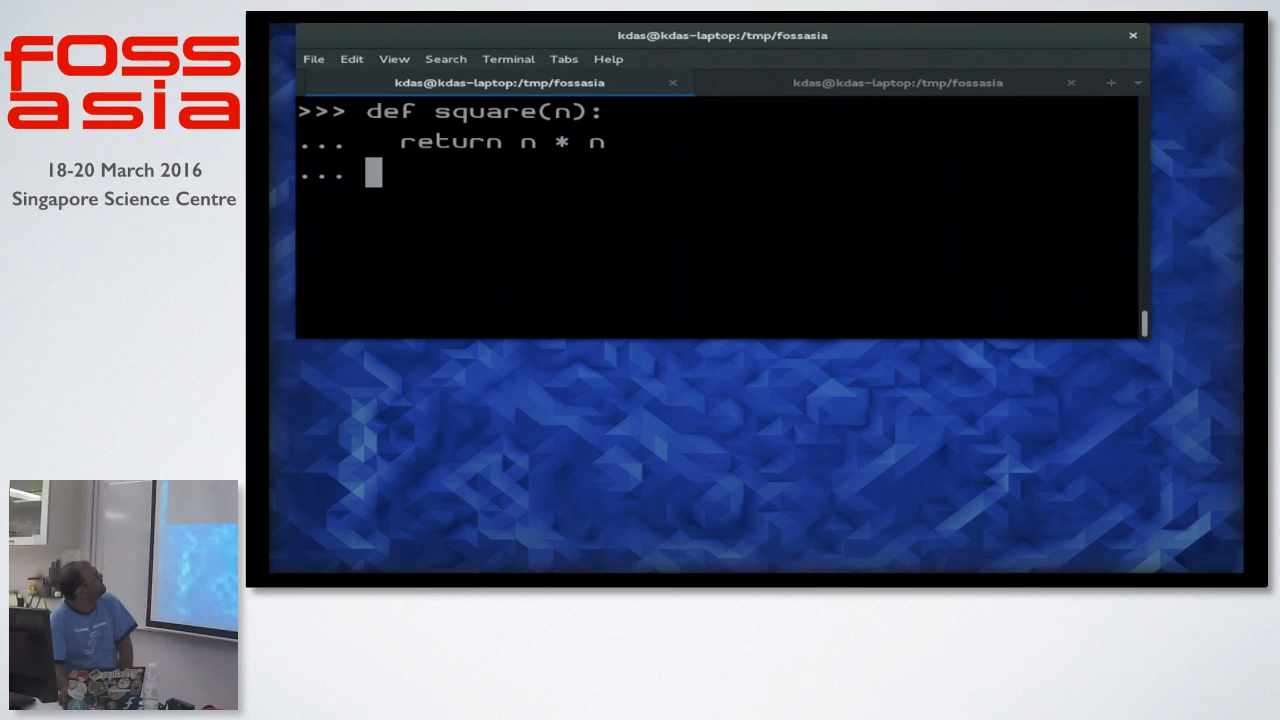 foss
asia
18-20 March 2016
Singapore Science Centre
kdas@kdas-laptop:/tmp/fossasia
File Edit View Search Terminal Tabs Help
kdas@kdas-laptop:/tmp/fossasia kdas@kdas-laptop:/tmp/fossasia
>>> def square(n):
... return n * n
...